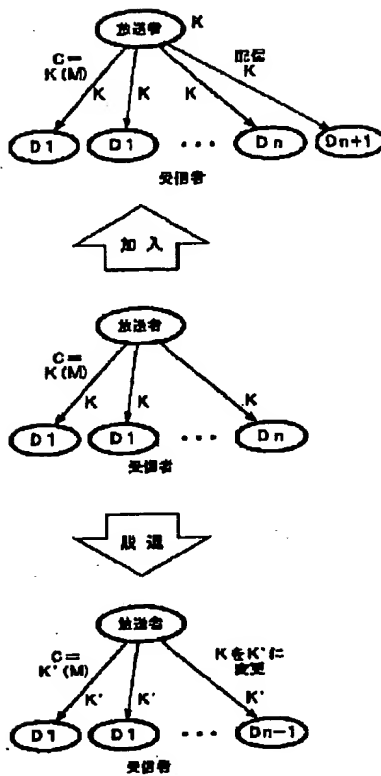 放送者 K
C=
K(M)
配信
K
K K K
D1 D1 ・・・ Dn Dn+1
受信者
加入
放送者
C=
K(M)
K K K
D1 D1 ・・・ Dn
受信者
脱退
放送者
C=
K'(M)
KをK'に
変更
K' K' K'
D1 D1 ・・・ Dn-1
受信者